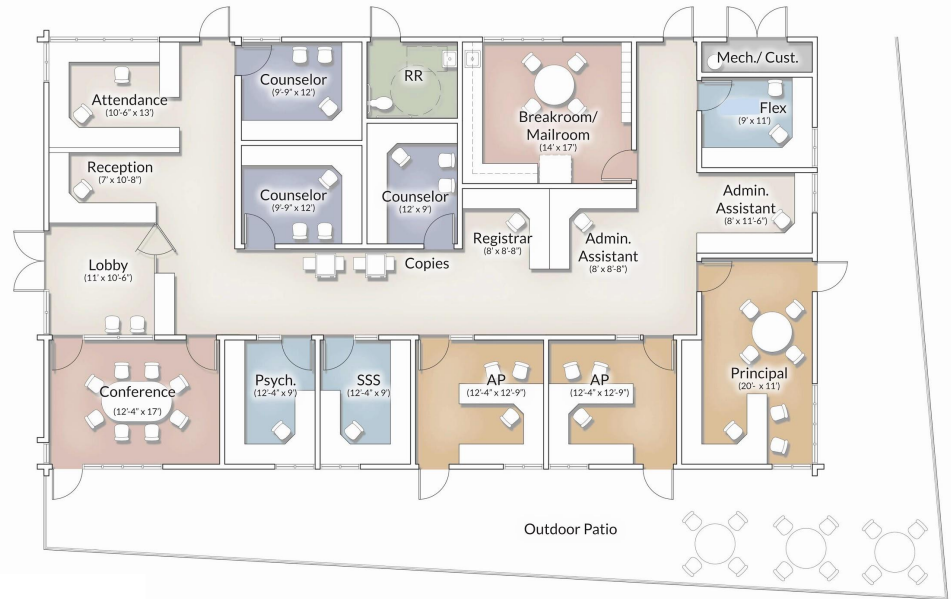 Mech./ Cust.
Counselor
(9'-9" x 12')
RR
Attendance
(10'-6" x 13')
Breakroom/
Mailroom
(14' x 17')
Flex
(9' x 11')
Reception
(7' x 10'-8")
Counselor
(9'-9" x 12')
Counselor
(12' x 9')
Admin.
Assistant
(8' x 11'-6")
Registrar
(8' x 8'-8")
Admin.
Assistant
(8' x 8'-8")
Lobby
(11' x 10'-6")
Copies
Conference
(12'-4" x 17')
Psych.
(12'-4" x 9')
SSS
(12'-4" x 9')
AP
(12'-4" x 12'-9")
AP
(12'-4" x 12'-9")
Principal
(20'- x 11')
Outdoor Patio